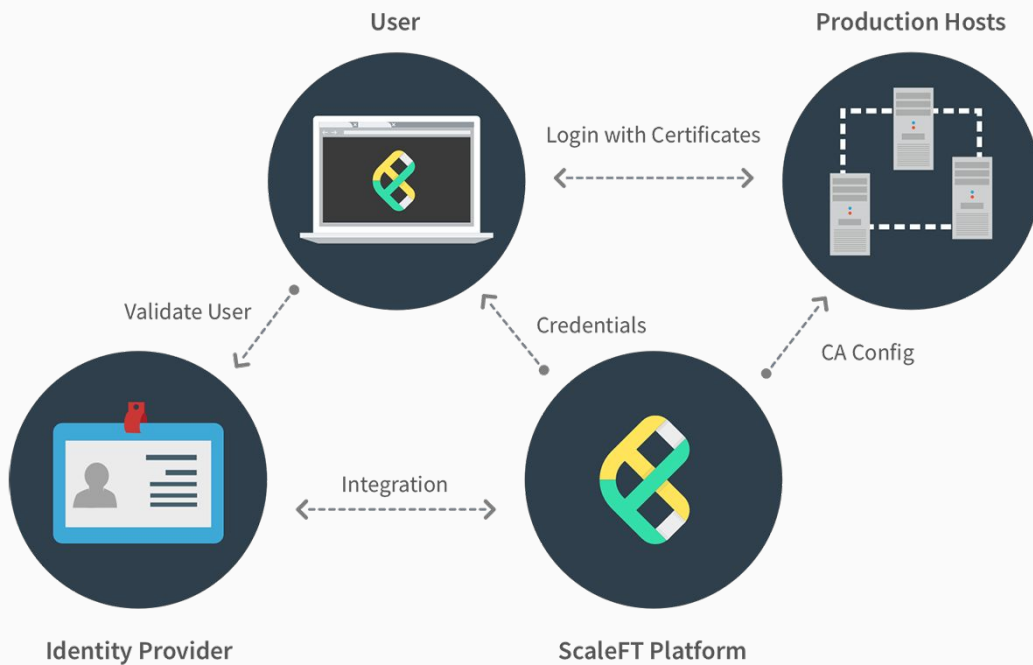 User
Production Hosts
Login with Certificates
Validate User
Credentials
CA Config
Integration
Identity Provider
ScaleFT Platform